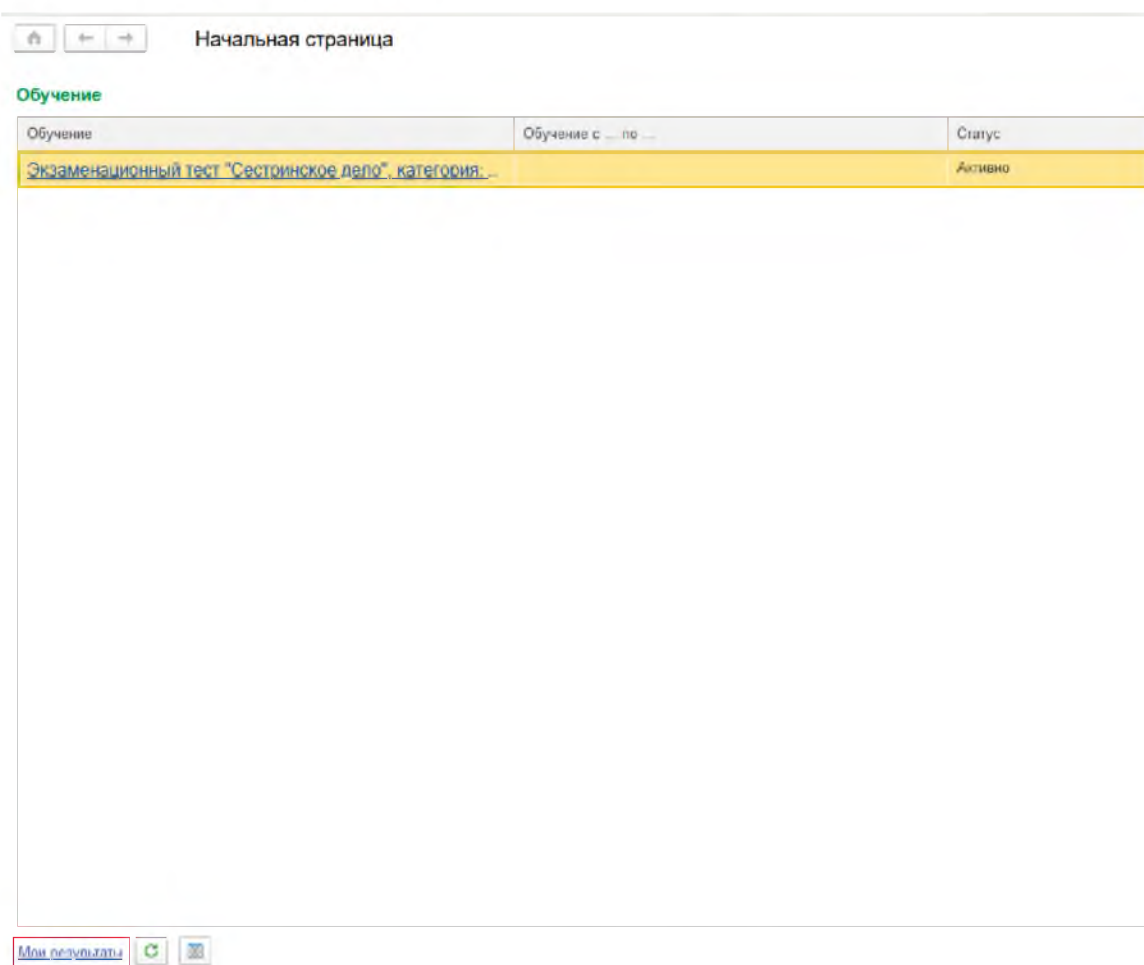 Начальная страница
Обучение
Обучение Обучение с ... по ... Статус
Экзаменационный тест "Сестринское дело", категория: ... Активно
Мои результаты